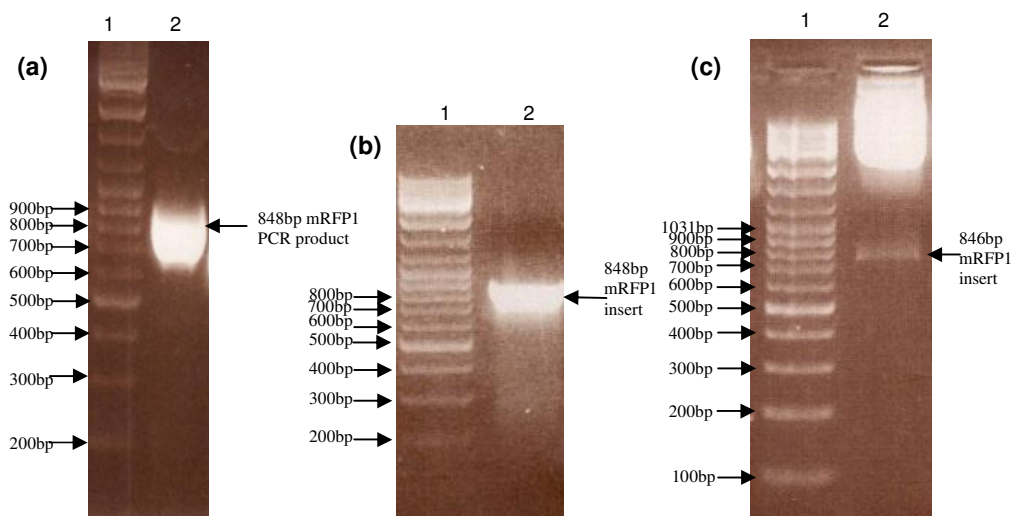 (a)
1 2
900bp
800bp
700bp
600bp
500bp
400bp
300bp
200bp
848bp mRFP1
PCR product
(b)
1 2
800bp
700bp
600bp
500bp
400bp
300bp
200bp
848bp
mRFP1
insert
(c)
1 2
1031bp
900bp
800bp
700bp
600bp
500bp
400bp
300bp
200bp
100bp
846bp
mRFP1
insert